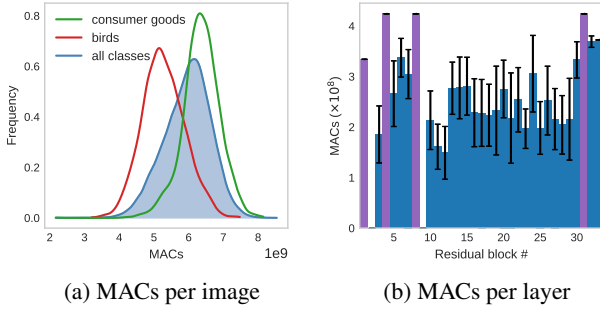 consumer goods
birds
all classes
0.8
0.6
0.4
0.2
0.0
Frequency
2 3 4 5 6 7 8
MACs
1e9
(a) MACs per image
4
3
2
1
0
MACs (×10⁸)
5 10 15 20 25 30
Residual block #
(b) MACs per layer